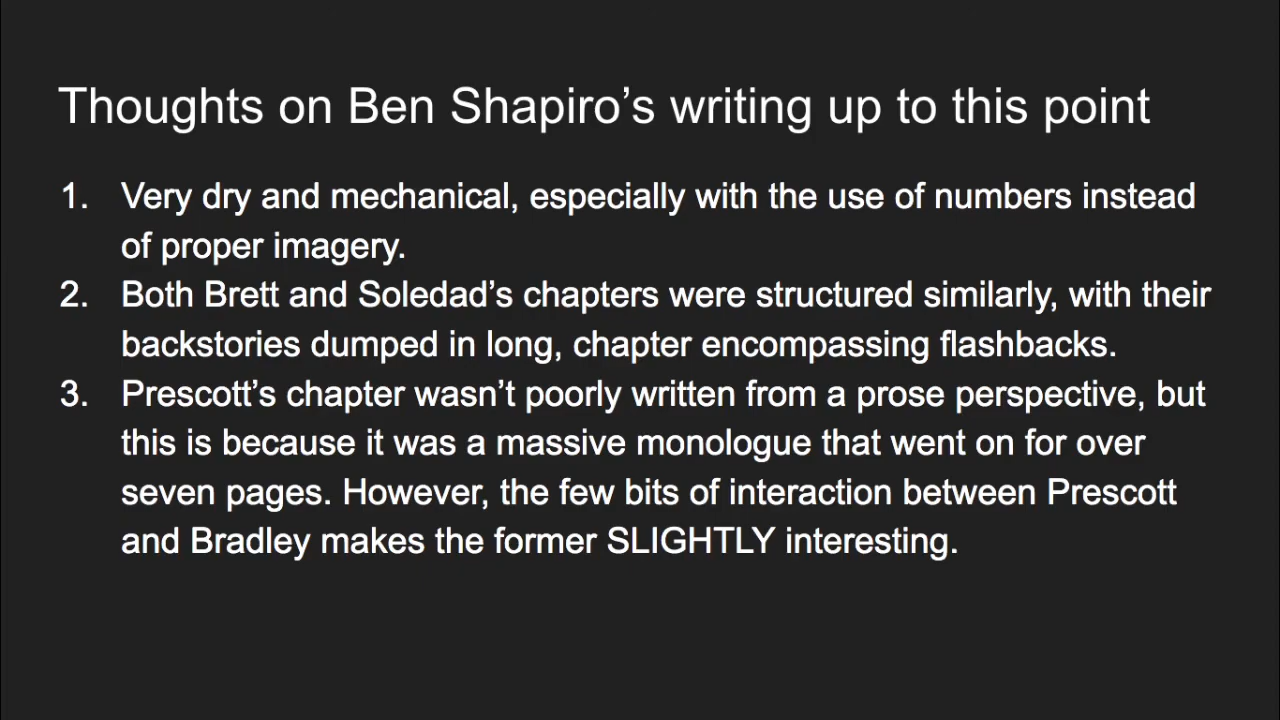 Thoughts on Ben Shapiro’s writing up to this point
1. Very dry and mechanical, especially with the use of numbers instead
of proper imagery.
2. Both Brett and Soledad’s chapters were structured similarly, with their
backstories dumped in long, chapter encompassing flashbacks.
3. Prescott’s chapter wasn’t poorly written from a prose perspective, but
this is because it was a massive monologue that went on for over
seven pages. However, the few bits of interaction between Prescott
and Bradley makes the former SLIGHTLY interesting.